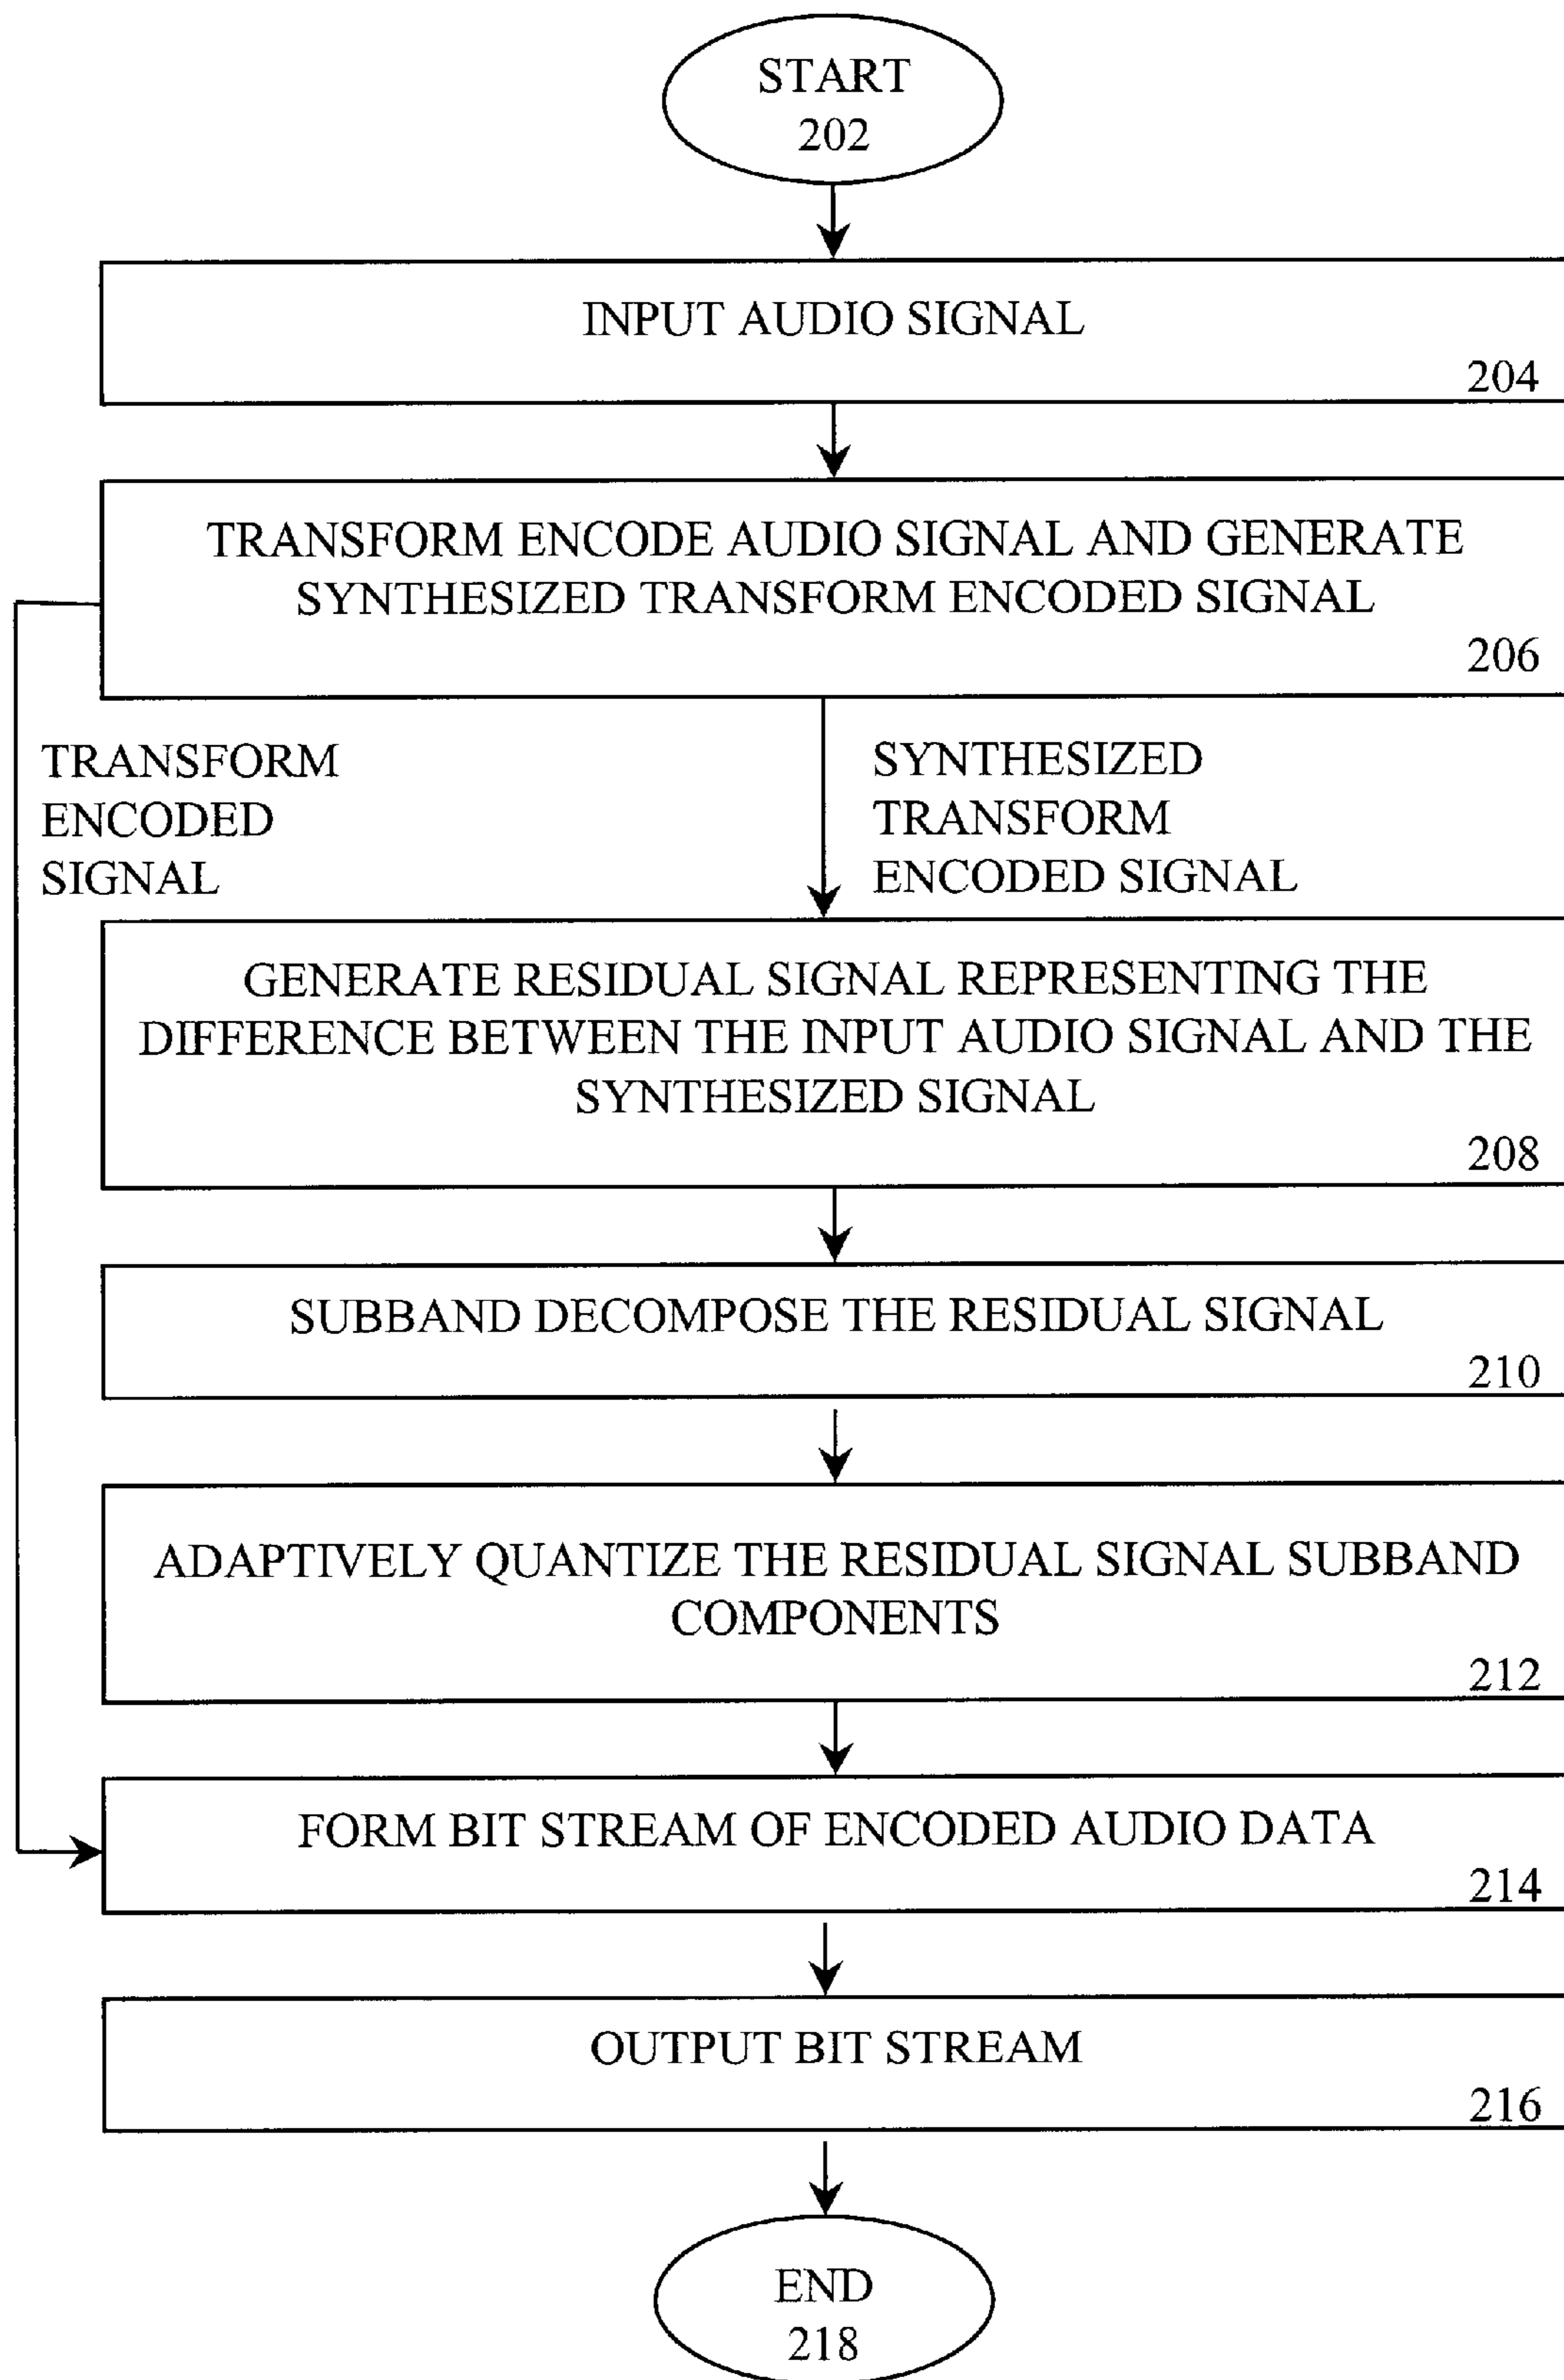 START
202
INPUT AUDIO SIGNAL
204
TRANSFORM ENCODE AUDIO SIGNAL AND GENERATE
SYNTHESIZED TRANSFORM ENCODED SIGNAL
206
TRANSFORM
ENCODED
SIGNAL
SYNTHESIZED
TRANSFORM
ENCODED SIGNAL
GENERATE RESIDUAL SIGNAL REPRESENTING THE
DIFFERENCE BETWEEN THE INPUT AUDIO SIGNAL AND THE
SYNTHESIZED SIGNAL
208
SUBBAND DECOMPOSE THE RESIDUAL SIGNAL
210
ADAPTIVELY QUANTIZE THE RESIDUAL SIGNAL SUBBAND
COMPONENTS
212
FORM BIT STREAM OF ENCODED AUDIO DATA
214
OUTPUT BIT STREAM
216
END
218